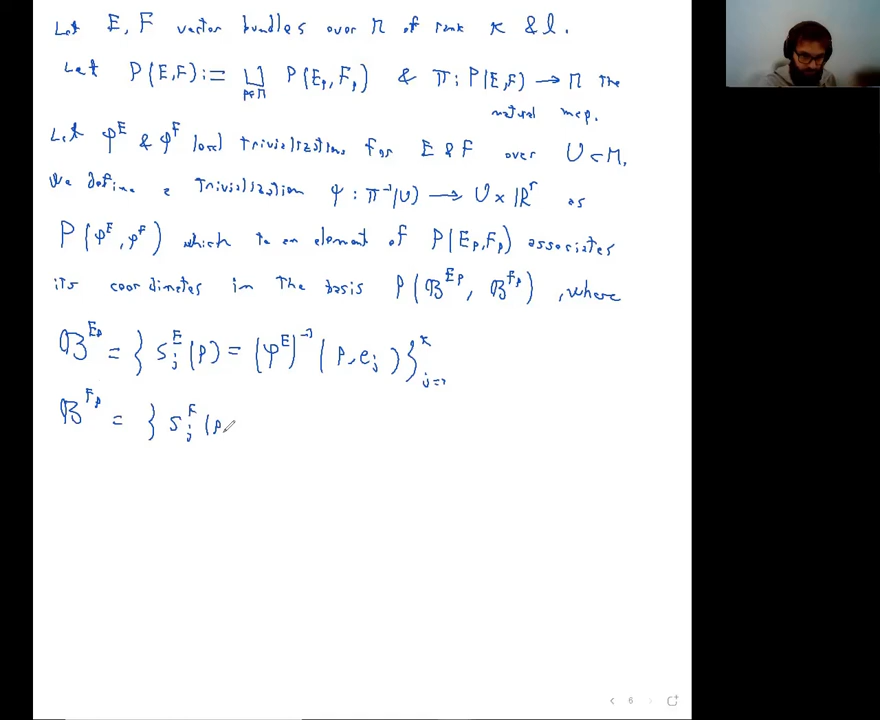 Let E, F vector bundles over M of rank k & l.
Let P(E,F) := ⊔ P(E_p, F_p) & π : P(E,F) → M the
p∈M
natural map.
Let φ^E & φ^F local trivializations for E & F over U ⊂ M.
We define a trivialization ψ : π^{-1}(U) → U × ℝ^r as
P(φ^E, φ^F) which to an element of P(E_p, F_p) associates
its coordinates in the basis P(ℬ^{E_p}, ℬ^{F_p}), where
ℬ^{E_p} = { s_j^E(p) = (φ^E)^{-1}(p, e_j) }_{j=1}^k
ℬ^{F_p} = { s_j^F(p
6